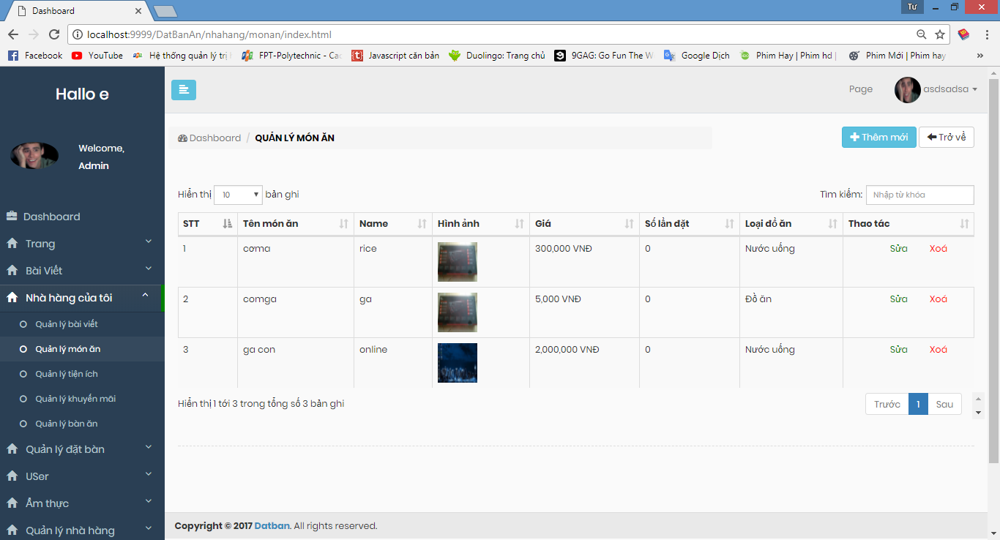 Dashboard
Tư
localhost:9999/DatBanAn/nhahang/monan/index.html
Facebook YouTube Hệ thống quản lý trị FPT-Polytechnic - Cao Javascript căn bản Duolingo: Trang chủ 9GAG: Go Fun The W Google Dịch Phim Hay | Phim hd | Phim Mới | Phim hay »
Hallo e
Page asdsadsa
Dashboard / QUẢN LÝ MÓN ĂN Thêm mới Trở về
Welcome,
Admin
Hiển thị 10 bản ghi Tìm kiếm: Nhập từ khóa
STT Tên món ăn Name Hình ảnh Giá Số lần đặt Loại đồ ăn Thao tác
1 cơma rice 300,000 VNĐ 0 Nước uống Sửa Xoá
2 comga ga 5,000 VNĐ 0 Đồ ăn Sửa Xoá
3 ga con online 2,000,000 VNĐ 0 Nước uống Sửa Xoá
Hiển thị 1 tới 3 trong tổng số 3 bản ghi Trước 1 Sau
Dashboard
Trang
Bài Viết
Nhà hàng của tôi
Quản lý bài viết
Quản lý món ăn
Quản lý tiện ích
Quản lý khuyến mãi
Quản lý bàn ăn
Quản lý đặt bàn
USer
Ẩm thực
Quản lý nhà hàng
Copyright © 2017 Datban. All rights reserved.